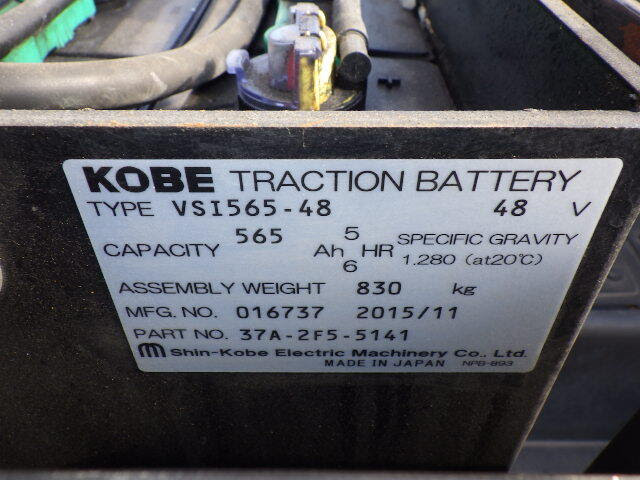 KOBE TRACTION BATTERY
TYPE VSI565-48 48 V
CAPACITY 565 Ah 5 6 HR SPECIFIC GRAVITY 1.280 (at20℃)
ASSEMBLY WEIGHT 830 kg
MFG. NO. 016737 2015/11
PART NO. 37A-2F5-5141
Shin-Kobe Electric Machinery Co., Ltd.
MADE IN JAPAN NPB-893